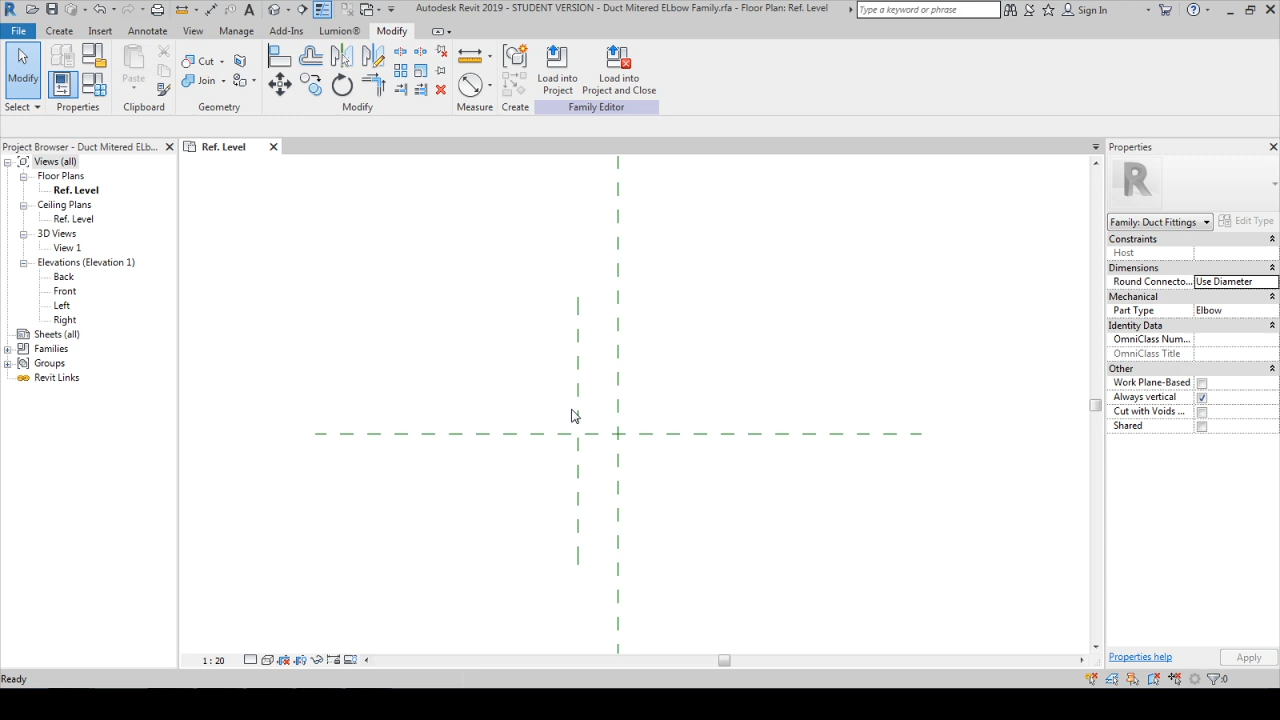 Autodesk Revit 2019 - STUDENT VERSION - Duct Mitered ELbow Family.rfa - Floor Plan: Ref. Level
Type a keyword or phrase
Sign In
File Create Insert Annotate View Manage Add-Ins Lumion® Modify
Modify
Paste
Cut
Join
Load into
Project
Load into
Project and Close
Select Properties Clipboard Geometry Modify Measure Create Family Editor
Project Browser - Duct Mitered ELb...
Ref. Level
Properties
Views (all)
Floor Plans
Ref. Level
Ceiling Plans
Ref. Level
3D Views
View 1
Elevations (Elevation 1)
Back
Front
Left
Right
Sheets (all)
Families
Groups
Revit Links
R
Family: Duct Fittings Edit Type
Constraints
Host
Dimensions
Round Connecto... Use Diameter
Mechanical
Part Type Elbow
Identity Data
OmniClass Num...
OmniClass Title
Other
Work Plane-Based
Always vertical
Cut with Voids ...
Shared
Properties help Apply
1 : 20
Ready
:0